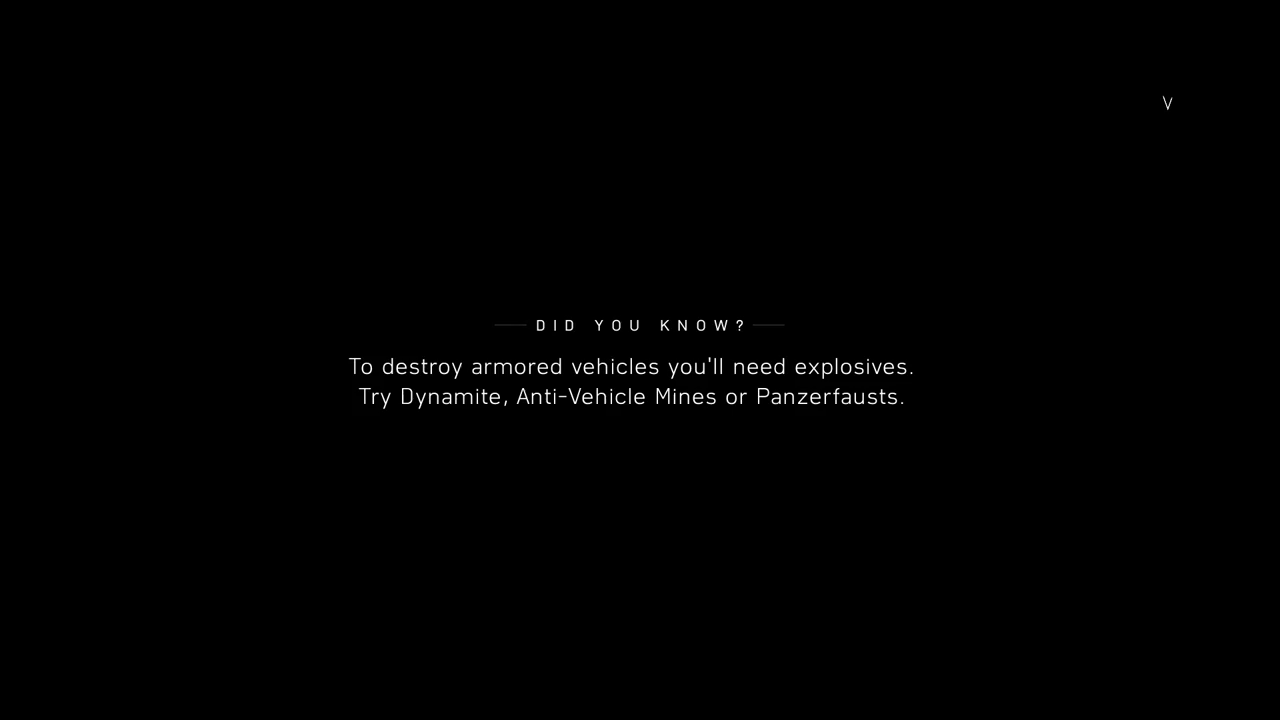 V
DID YOU KNOW?
To destroy armored vehicles you'll need explosives.
Try Dynamite, Anti-Vehicle Mines or Panzerfausts.